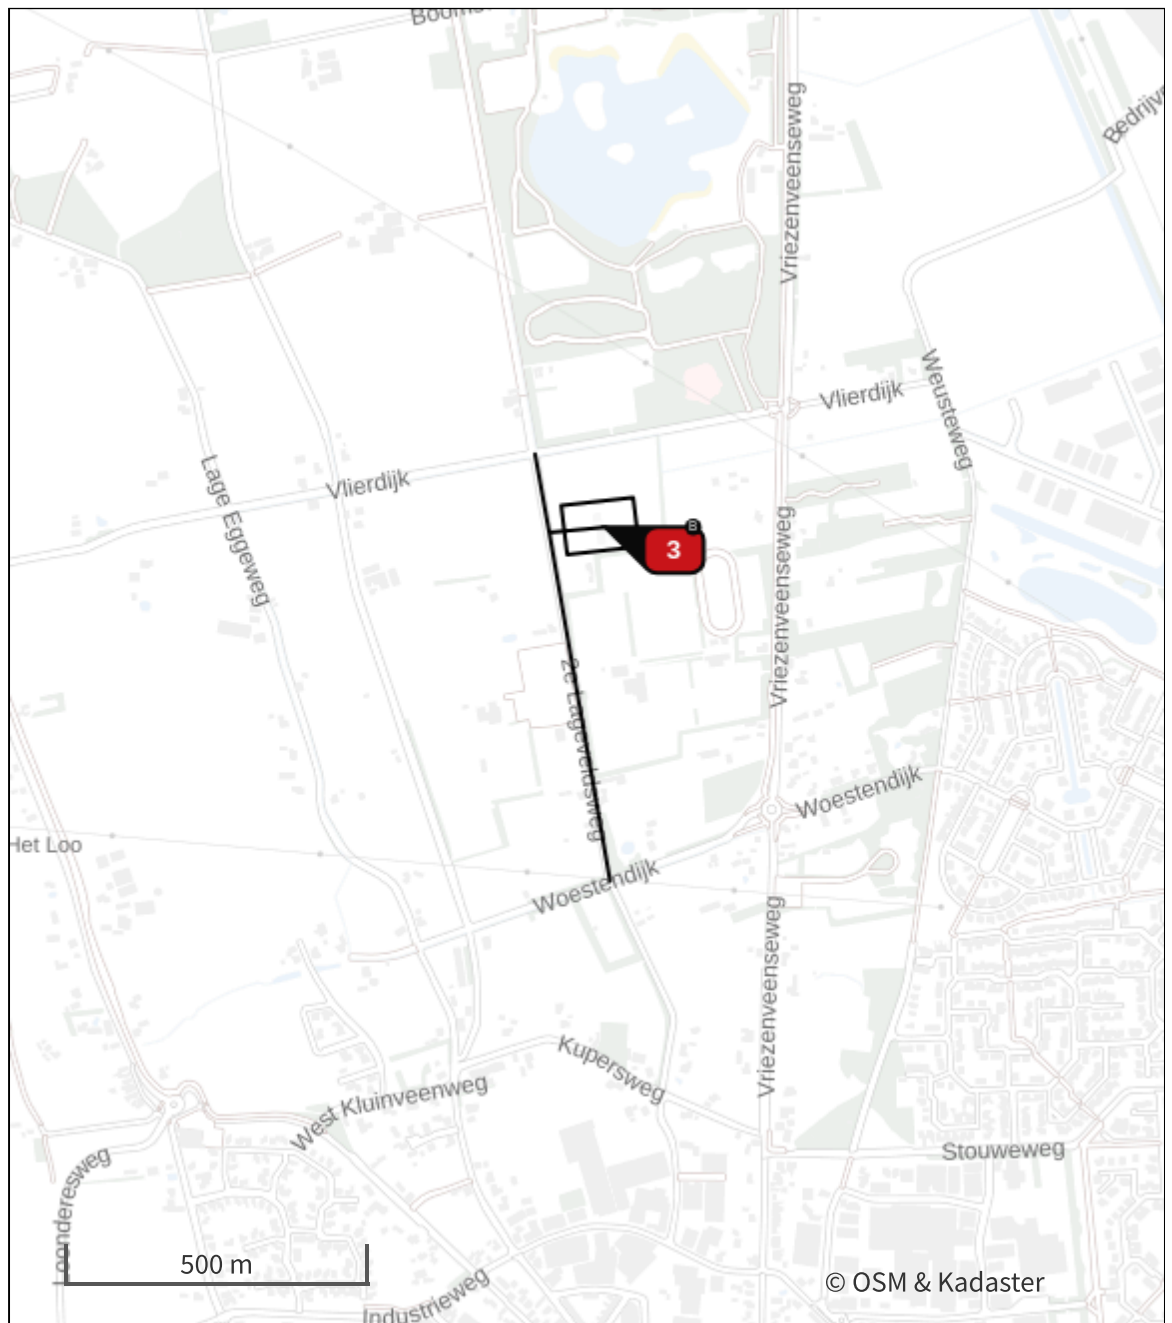 Vriezenveenseweg
Vlierdijk
Weusteweg
Vlierdijk
Lage Eggeweg
B
3
Vriezenveenseweg
2e Lageveldsweg
Woestendijk
Het Loo
Woestendijk
Vriezenveenseweg
Kupersweg
West Kluinveenweg
Stouweweg
Loonderesweg
500 m
© OSM & Kadaster
Industrieweg